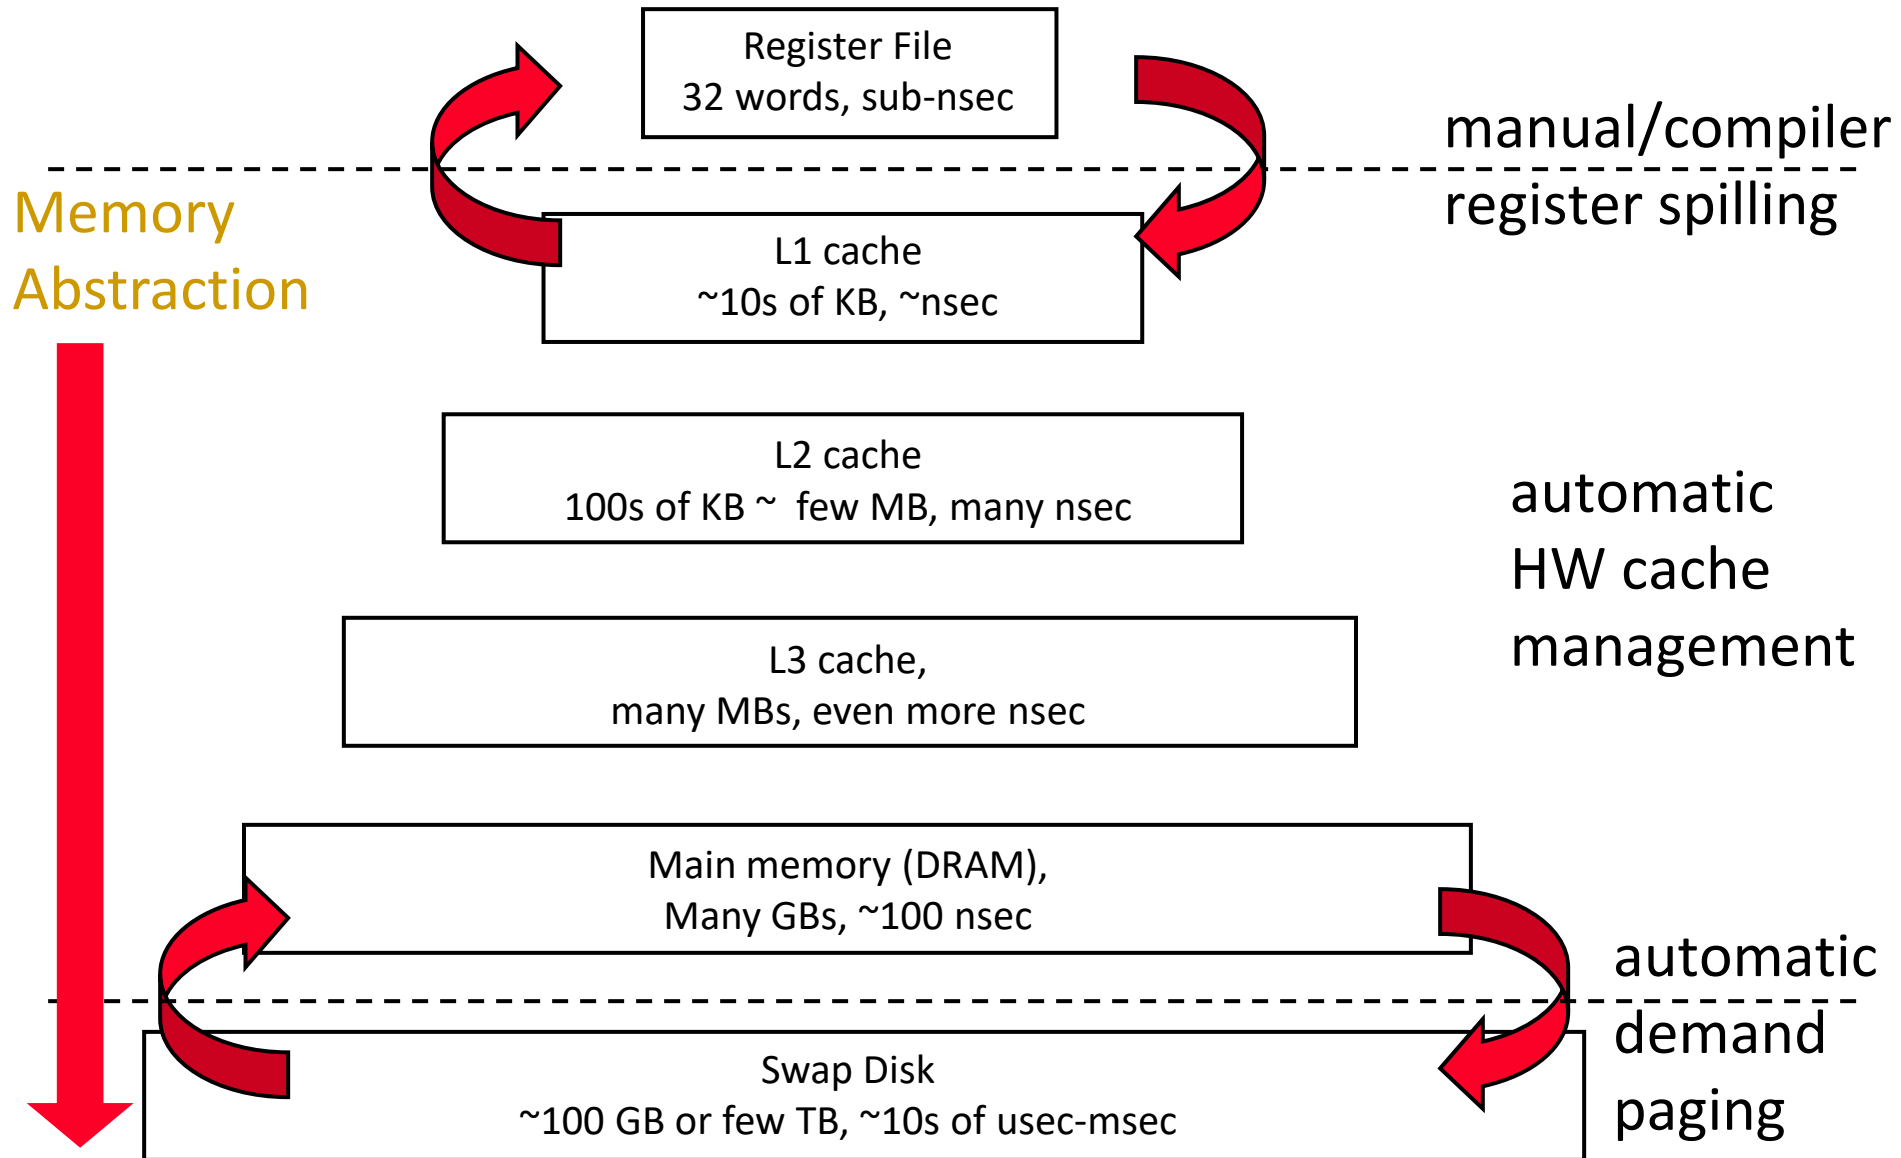 Register File
32 words, sub-nsec
manual/compiler
register spilling
Memory
Abstraction
L1 cache
~10s of KB, ~nsec
L2 cache
100s of KB ~ few MB, many nsec
automatic
HW cache
management
L3 cache,
many MBs, even more nsec
Main memory (DRAM),
Many GBs, ~100 nsec
automatic
demand
paging
Swap Disk
~100 GB or few TB, ~10s of usec-msec